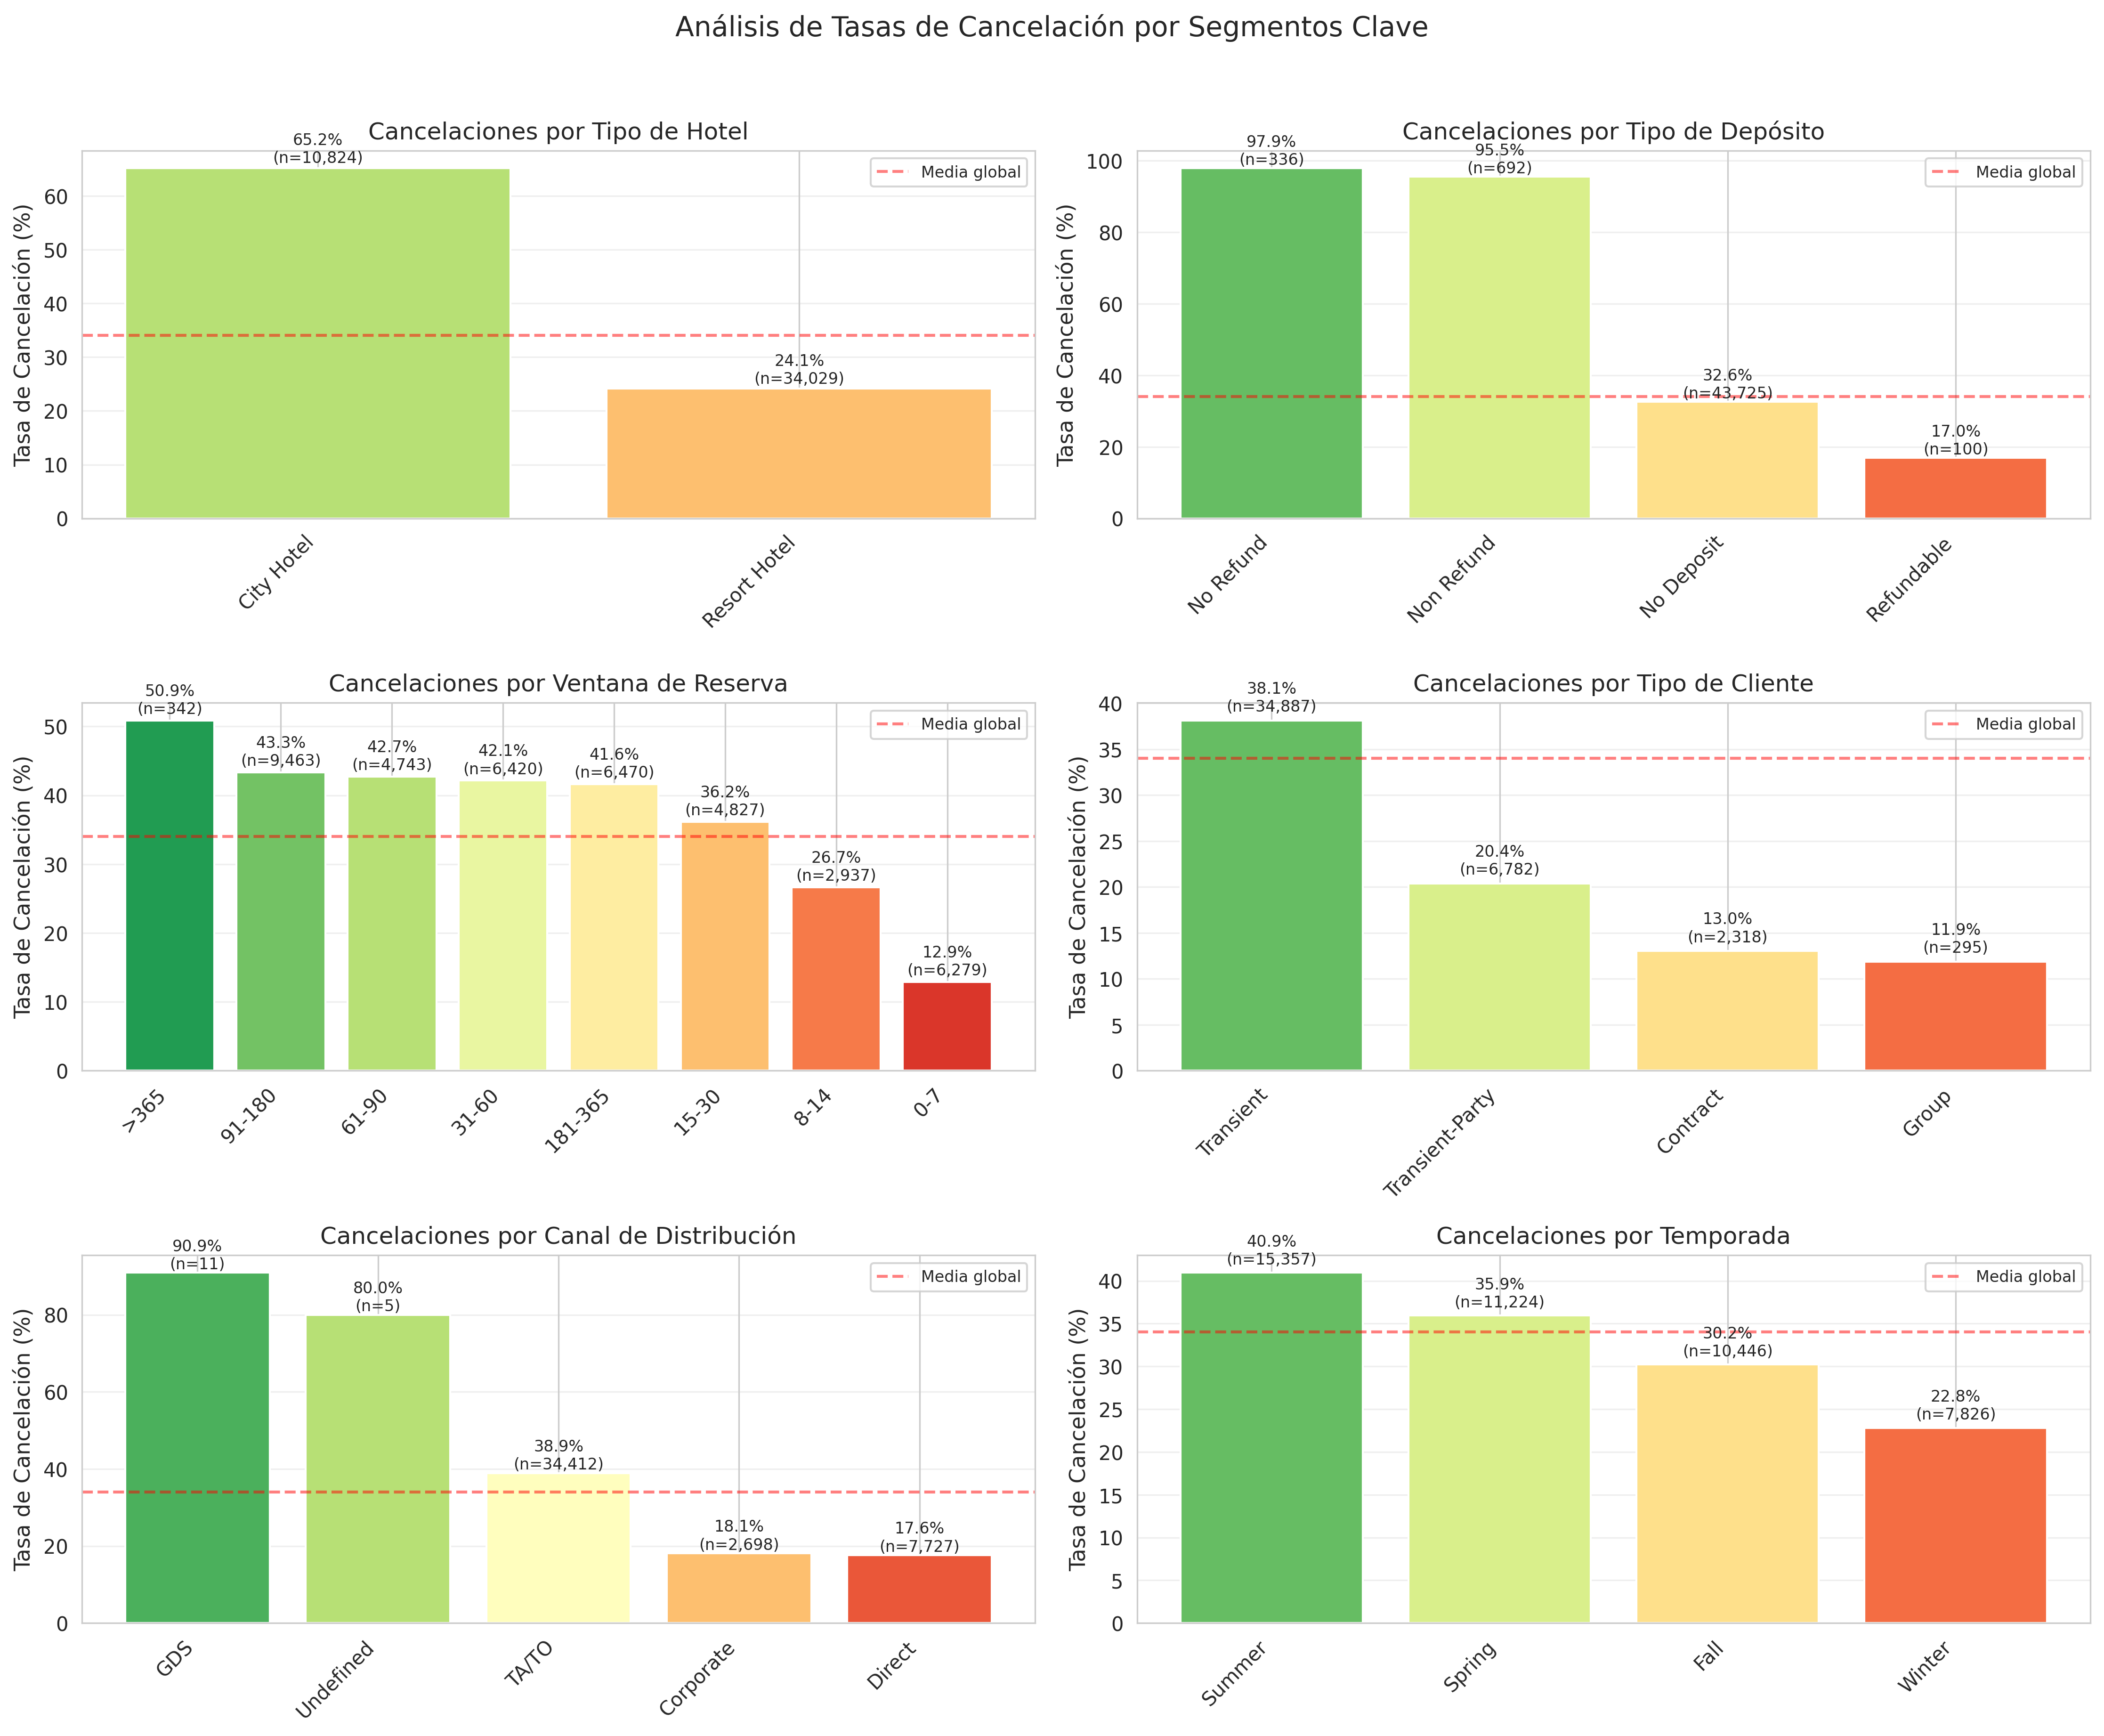 Análisis de Tasas de Cancelación por Segmentos Clave
Cancelaciones por Tipo de Hotel
65.2%
(n=10,824)
24.1%
(n=34,029)
Media global
Tasa de Cancelación (%)
0
10
20
30
40
50
60
City Hotel
Resort Hotel
Cancelaciones por Tipo de Depósito
97.9%
(n=336)
95.5%
(n=692)
32.6%
(n=43,725)
17.0%
(n=100)
Media global
Tasa de Cancelación (%)
0
20
40
60
80
100
No Refund
Non Refund
No Deposit
Refundable
Cancelaciones por Ventana de Reserva
50.9%
(n=342)
43.3%
(n=9,463)
42.7%
(n=4,743)
42.1%
(n=6,420)
41.6%
(n=6,470)
36.2%
(n=4,827)
26.7%
(n=2,937)
12.9%
(n=6,279)
Media global
Tasa de Cancelación (%)
0
10
20
30
40
50
>365
91-180
61-90
31-60
181-365
15-30
8-14
0-7
Cancelaciones por Tipo de Cliente
38.1%
(n=34,887)
20.4%
(n=6,782)
13.0%
(n=2,318)
11.9%
(n=295)
Media global
Tasa de Cancelación (%)
0
5
10
15
20
25
30
35
40
Transient
Transient-Party
Contract
Group
Cancelaciones por Canal de Distribución
90.9%
(n=11)
80.0%
(n=5)
38.9%
(n=34,412)
18.1%
(n=2,698)
17.6%
(n=7,727)
Media global
Tasa de Cancelación (%)
0
20
40
60
80
GDS
Undefined
TA/TO
Corporate
Direct
Cancelaciones por Temporada
40.9%
(n=15,357)
35.9%
(n=11,224)
30.2%
(n=10,446)
22.8%
(n=7,826)
Media global
Tasa de Cancelación (%)
0
5
10
15
20
25
30
35
40
Summer
Spring
Fall
Winter